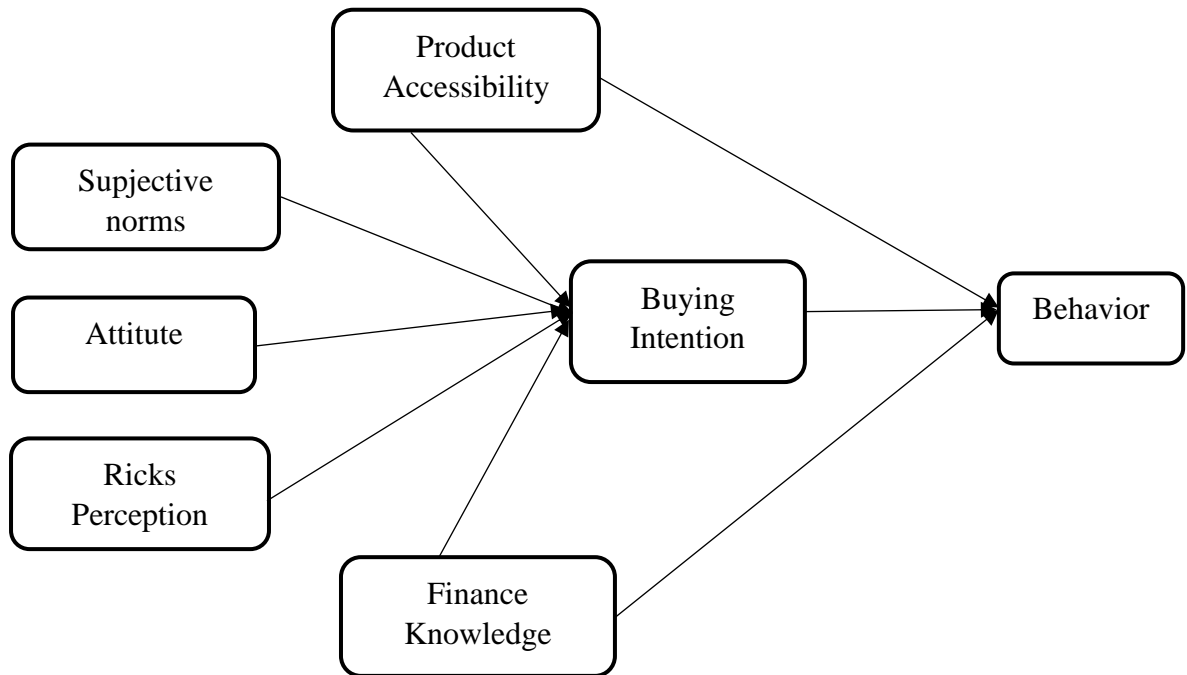 Product
Accessibility
Supjective
norms
Buying
Intention
Behavior
Attitute
Ricks
Perception
Finance
Knowledge